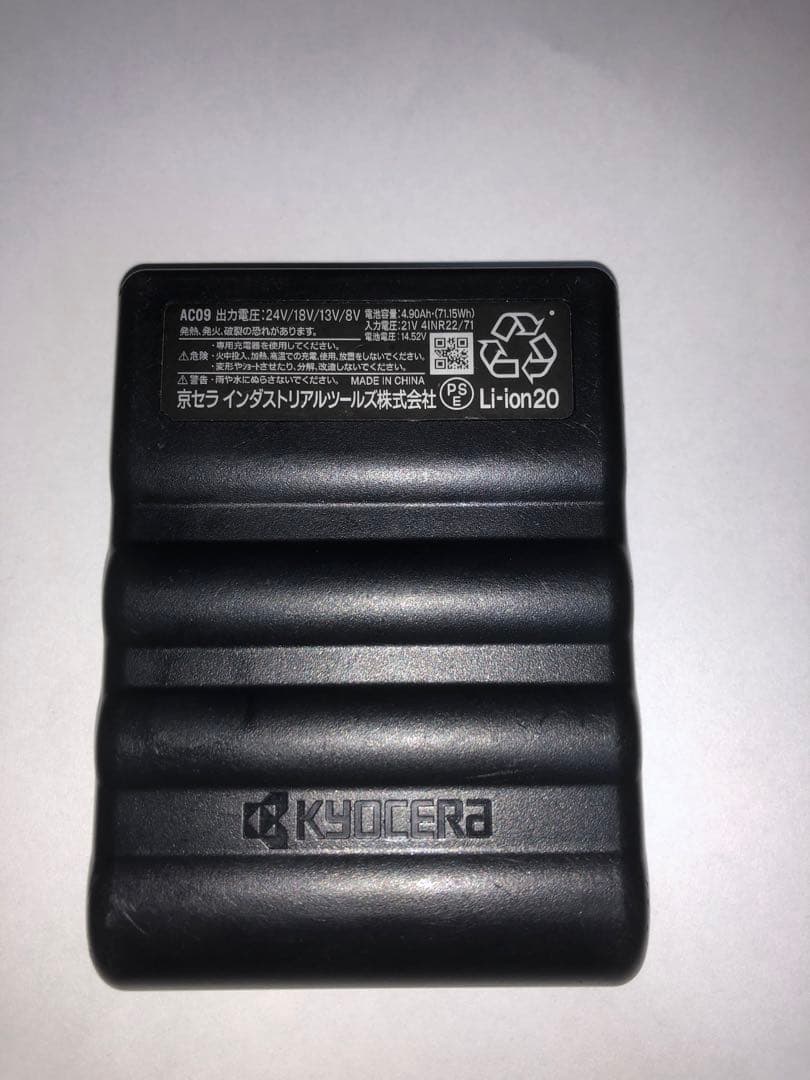 AC09 出力電圧:24V/18V/13V/8V
電池容量:4.90Ah・(71.15Wh)
入力電圧:21V 4INR22/71
電池電圧:14.52V
発熱、発火、破裂の恐れがあります。
・専用充電器を使用してください。
⚠危険・火中投入、加熱、高温での充電、使用、放置をしないでください。
・変形やショートさせたり、分解、改造しないでください。
⚠警告・雨や水にぬらさないでください。 MADE IN CHINA
京セラ インダストリアルツールズ株式会社 PSE Li-ion20
KYOCERa